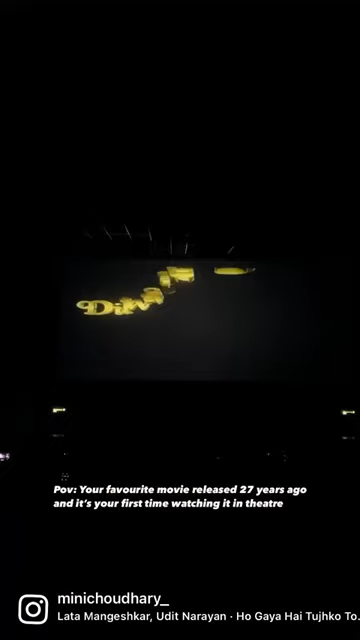 Pov: Your favourite movie released 27 years ago
and it's your first time watching it in theatre
minichoudhary_
Lata Mangeshkar, Udit Narayan · Ho Gaya Hai Tujhko To.